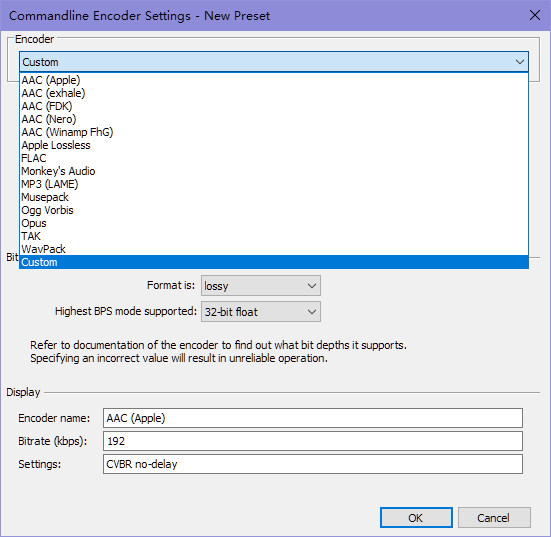 Commandline Encoder Settings - New Preset
Encoder
Custom
AAC (Apple)
AAC (exhale)
AAC (FDK)
AAC (Nero)
AAC (Winamp FhG)
Apple Lossless
FLAC
Monkey's Audio
MP3 (LAME)
Musepack
Ogg Vorbis
Opus
TAK
WavPack
Custom
Bit
Format is: lossy
Highest BPS mode supported: 32-bit float
Refer to documentation of the encoder to find out what bit depths it supports.
Specifying an incorrect value will result in unreliable operation.
Display
Encoder name: AAC (Apple)
Bitrate (kbps): 192
Settings: CVBR no-delay
OK Cancel